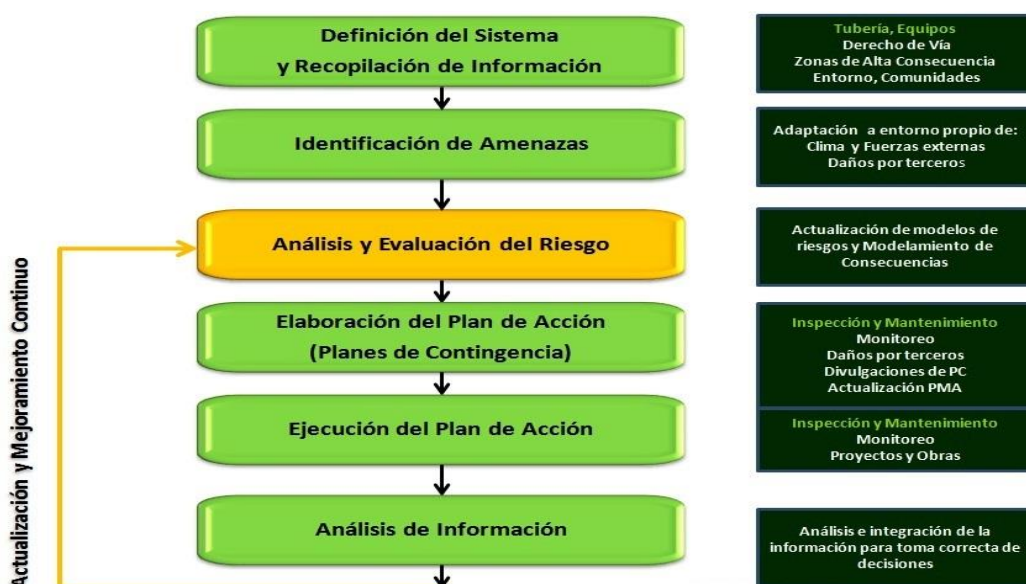 Definición del Sistema
y Recopilación de Información
Tubería, Equipos
Derecho de Vía
Zonas de Alta Consecuencia
Entorno, Comunidades
Identificación de Amenazas
Adaptación a entorno propio de:
Clima y Fuerzas externas
Daños por terceros
Análisis y Evaluación del Riesgo
Actualización de modelos de
riesgos y Modelamiento de
Consecuencias
Elaboración del Plan de Acción
(Planes de Contingencia)
Inspección y Mantenimiento
Monitoreo
Daños por terceros
Divulgaciones de PC
Actualización PMA
Ejecución del Plan de Acción
Inspección y Mantenimiento
Monitoreo
Proyectos y Obras
Análisis de Información
Análisis e integración de la
información para toma correcta de
decisiones
Actualización y Mejoramiento Continuo